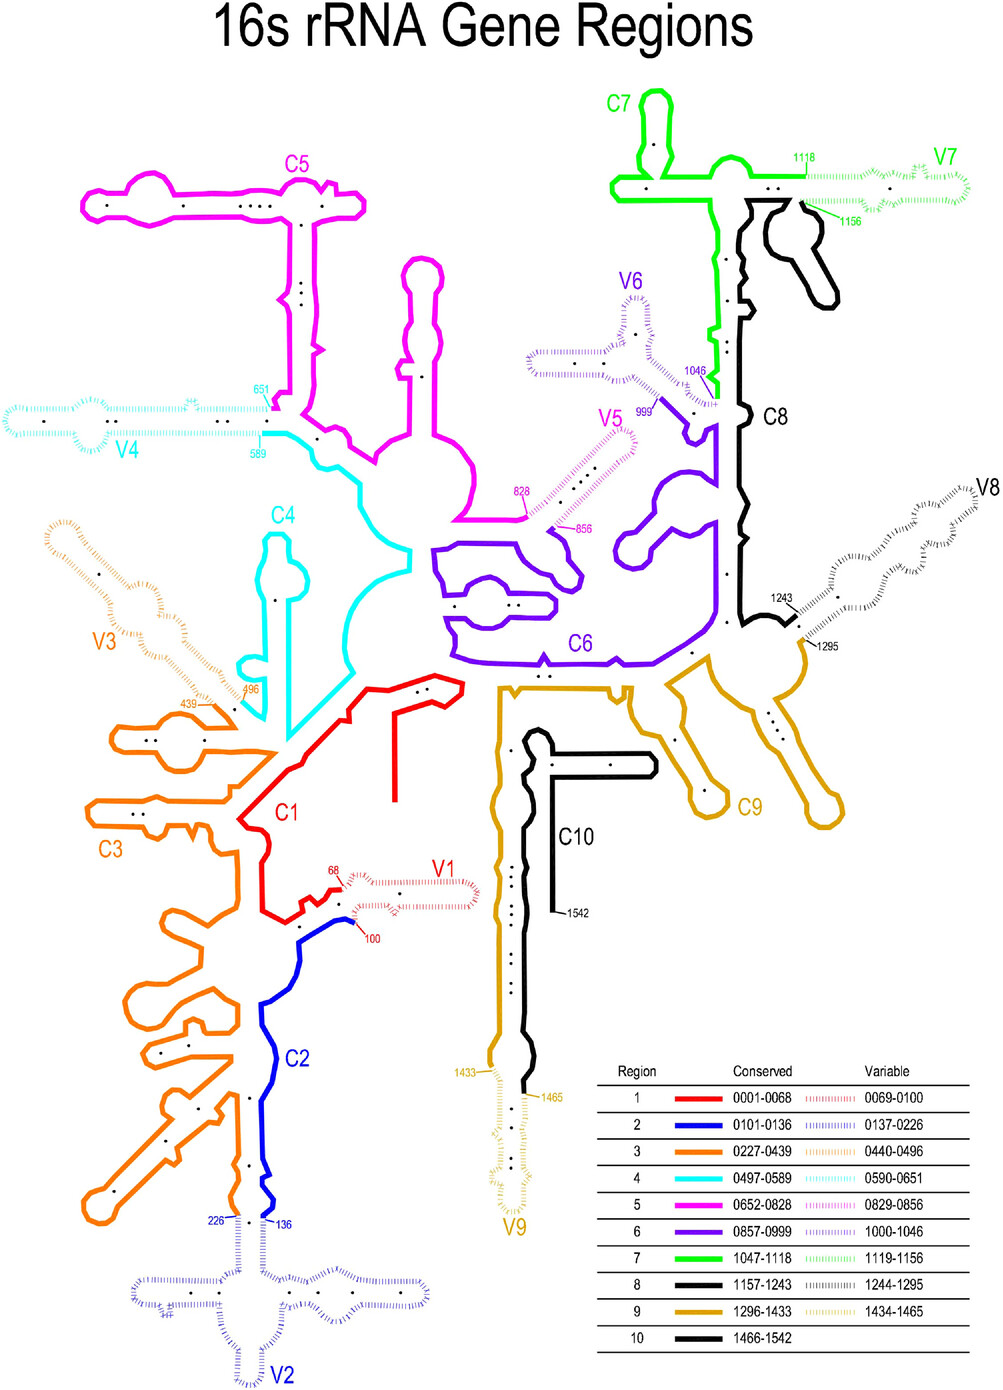 16s rRNA Gene Regions
C7
V7
1118
1156
C5
V6
1046
999
C8
651
V4
589
V5
828
856
V8
C4
1243
1295
V3
496
439
C6
C1
C3
C9
C10
68
V1
100
1542
C2
1433
1465
V9
226
136
V2
Region Conserved Variable
1 0001-0068 0069-0100
2 0101-0136 0137-0226
3 0227-0439 0440-0496
4 0497-0589 0590-0651
5 0652-0828 0829-0856
6 0857-0999 1000-1046
7 1047-1118 1119-1156
8 1157-1243 1244-1295
9 1296-1433 1434-1465
10 1466-1542